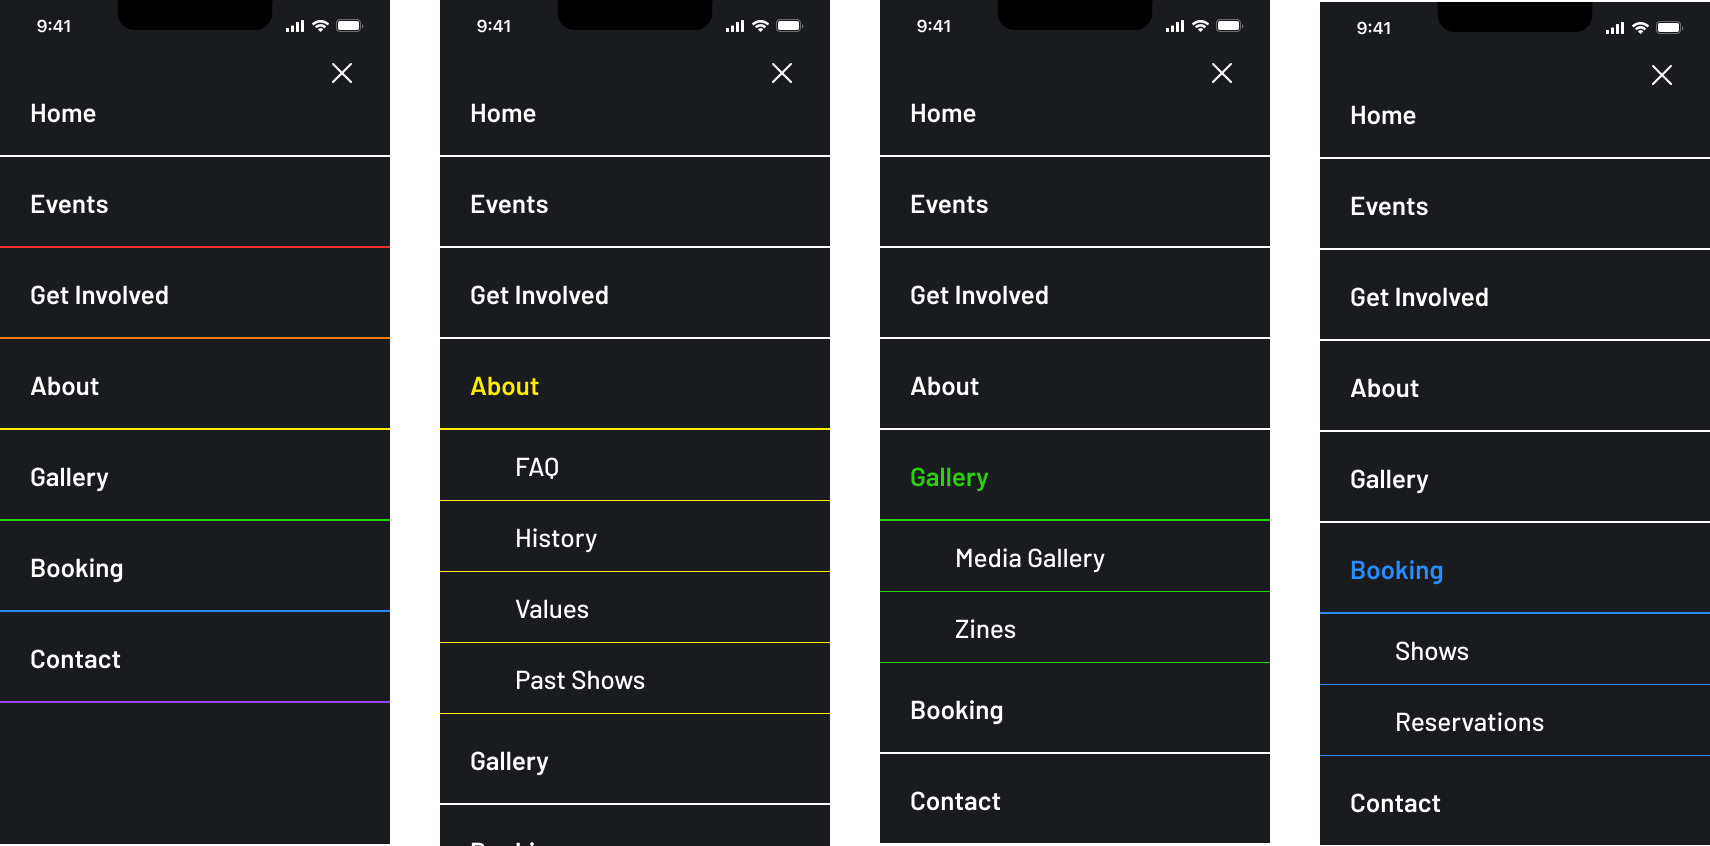 9:41
Home
Events
Get Involved
About
Gallery
Booking
Contact
9:41
Home
Events
Get Involved
About
FAQ
History
Values
Past Shows
Gallery
9:41
Home
Events
Get Involved
About
Gallery
Media Gallery
Zines
Booking
Contact
9:41
Home
Events
Get Involved
About
Gallery
Booking
Shows
Reservations
Contact